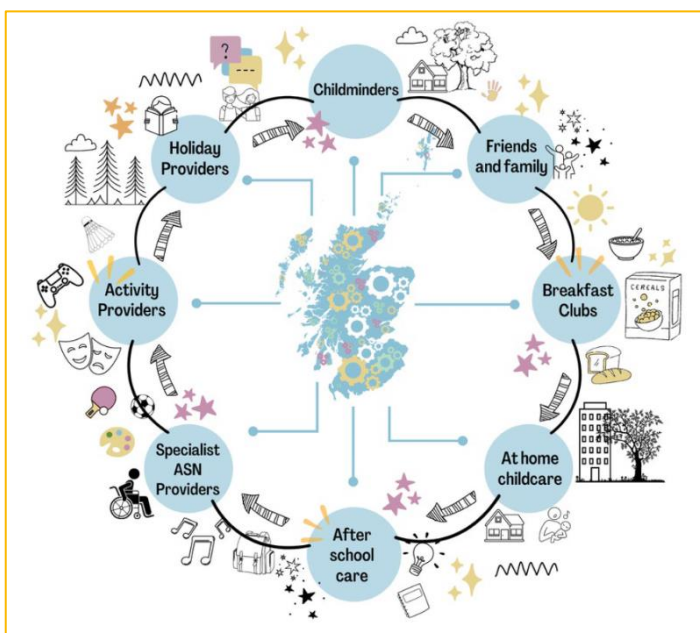 Childminders
Friends
and family
Breakfast
Clubs
CEREALS
At home
childcare
After
school
care
Specialist
ASN
Providers
Activity
Providers
Holiday
Providers
?
---